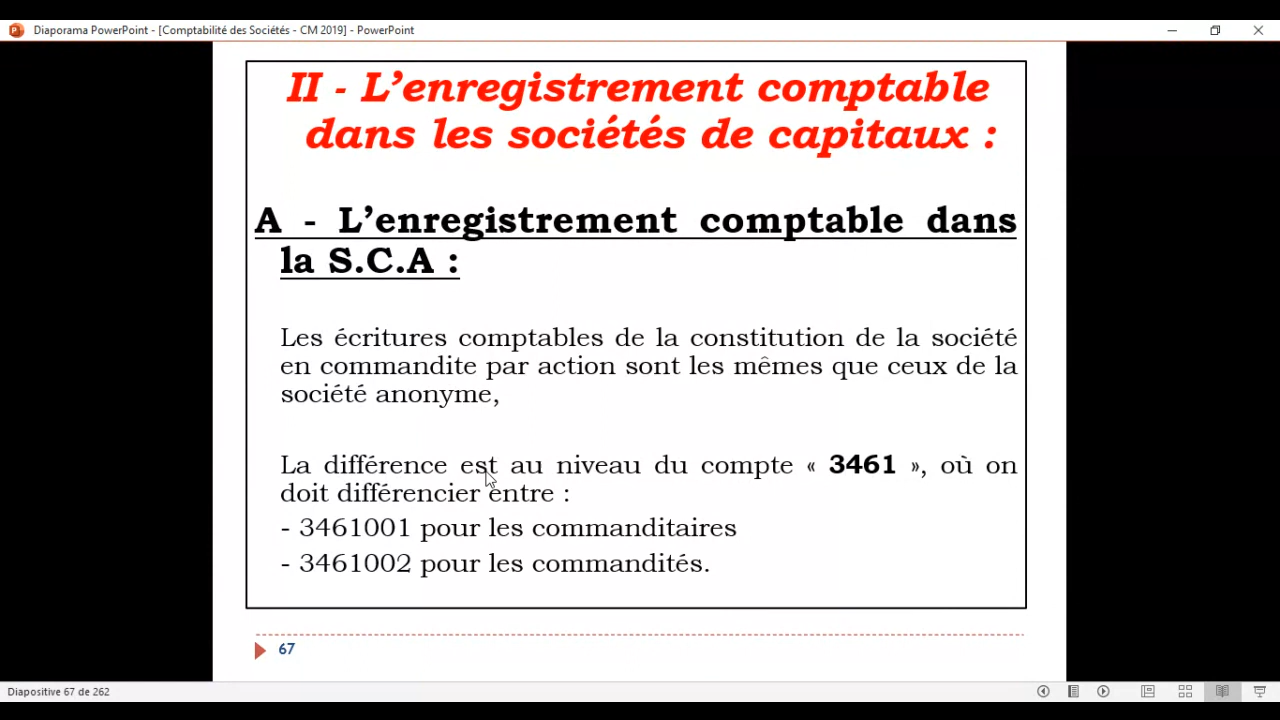 Diaporama PowerPoint - [Comptabilité des Sociétés - CM 2019] - PowerPoint
II - L’enregistrement comptable
dans les sociétés de capitaux :
A - L’enregistrement comptable dans
la S.C.A :
Les écritures comptables de la constitution de la société
en commandite par action sont les mêmes que ceux de la
société anonyme,
La différence est au niveau du compte « 3461 », où on
doit différencier entre :
- 3461001 pour les commanditaires
- 3461002 pour les commandités.
67
Diapositive 67 de 262